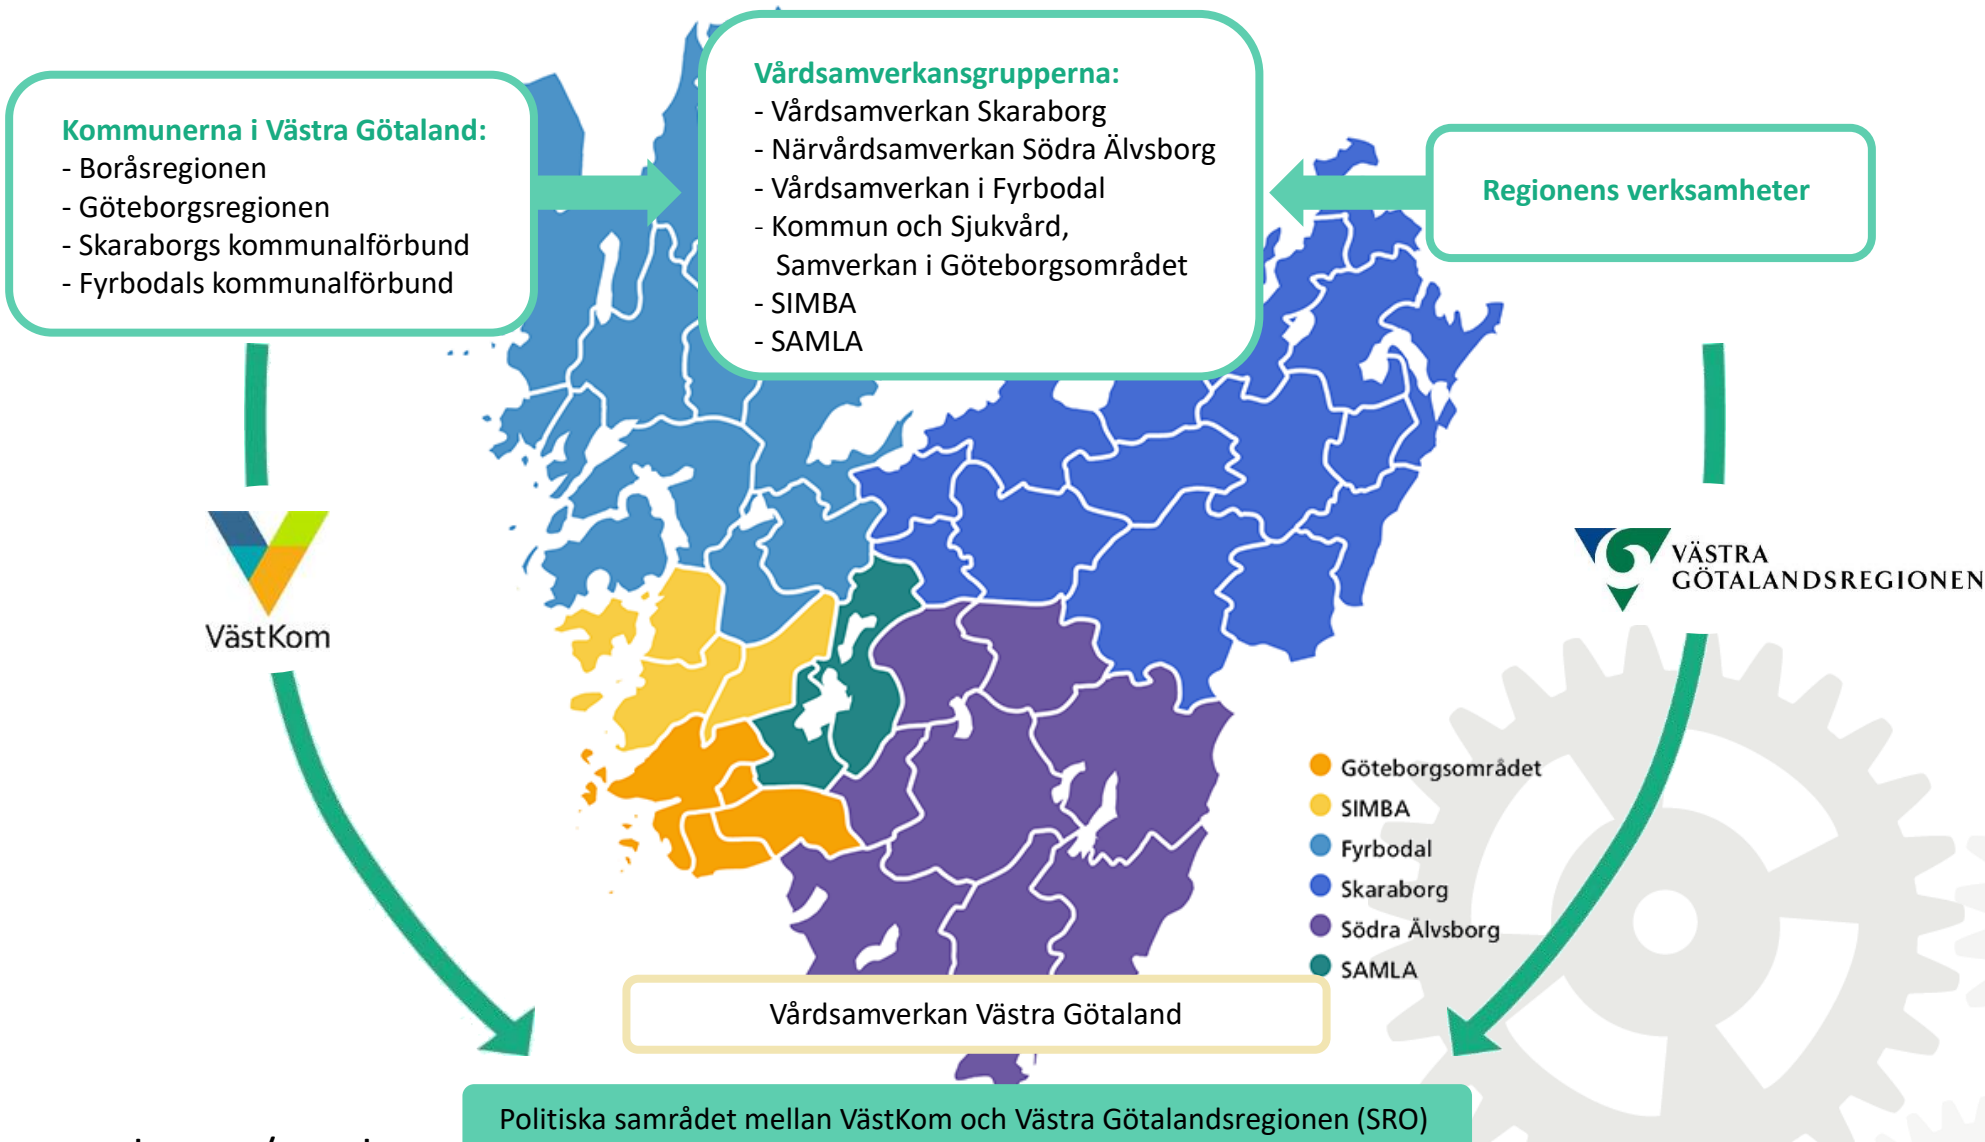 Kommunerna i Västra Götaland:
- Boråsregionen
- Göteborgsregionen
- Skaraborgs kommunalförbund
- Fyrbodals kommunalförbund
Vårdsamverkansgrupperna:
- Vårdsamverkan Skaraborg
- Närvårdsamverkan Södra Älvsborg
- Vårdsamverkan i Fyrbodal
- Kommun och Sjukvård,
Samverkan i Göteborgsområdet
- SIMBA
- SAMLA
Regionens verksamheter
VästKom
VÄSTRA
GÖTALANDSREGIONEN
Göteborgsområdet
SIMBA
Fyrbodal
Skaraborg
Södra Älvsborg
SAMLA
Vårdsamverkan Västra Götaland
Politiska samrådet mellan VästKom och Västra Götalandsregionen (SRO)